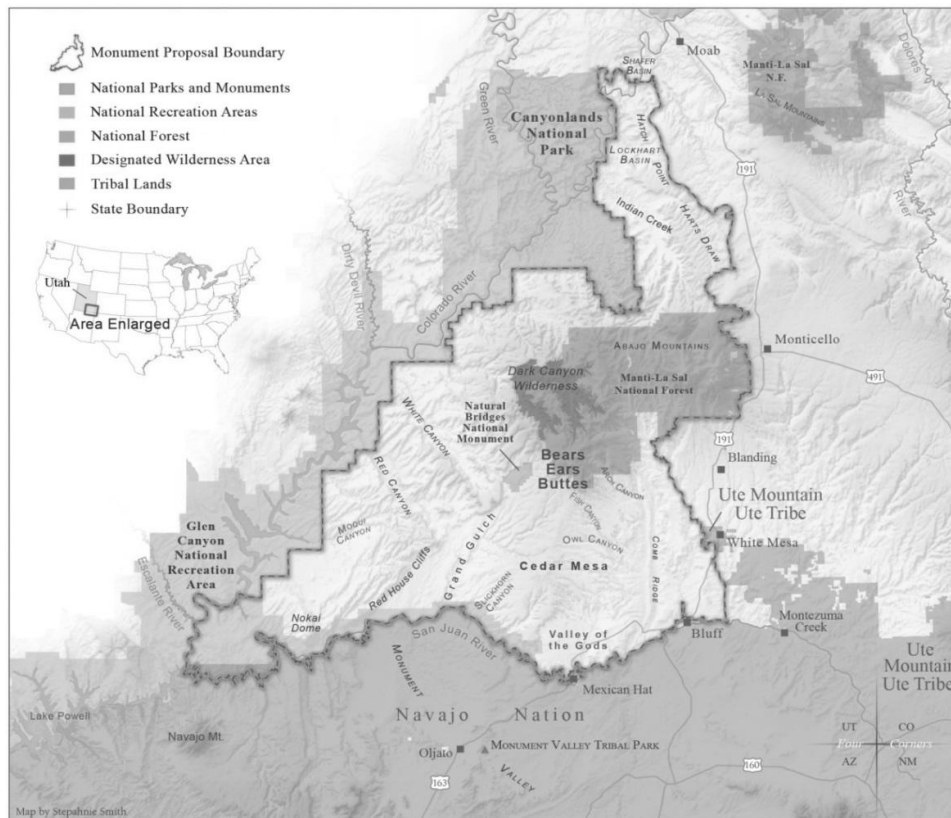 Monument Proposal Boundary
National Parks and Monuments
National Recreation Areas
National Forest
Designated Wilderness Area
Tribal Lands
State Boundary
Utah
Area Enlarged
Moab
SHAFER
BASIN
Manti-La Sal
N.F.
LA SAL MOUNTAINS
Dolores
River
Green River
Canyonlands
National
Park
HATCH
POINT
LOCKHART
BASIN
191
Indian Creek
HARTS DRAW
Dirty Devil River
Colorado River
ABAJO MOUNTAINS
Monticello
491
Dark Canyon
Wilderness
Manti-La Sal
National Forest
Natural
Bridges
National
Monument
WHITE CANYON
191
Blanding
Bears
Ears
Buttes
RED CANYON
ARCH CANYON
FISH CANYON
Ute Mountain
Ute Tribe
White Mesa
MOQUI
CANYON
OWL CANYON
COMB RIDGE
Glen
Canyon
National
Recreation
Area
Escalante River
Grand Gulch
Red House Cliffs
Cedar Mesa
SLICKHORN
CANYON
Nokai
Dome
Valley of
the Gods
Bluff
Montezuma
Creek
San Juan River
Ute
Mountain
Ute Tribe
MONUMENT
VALLEY
Mexican Hat
Lake Powell
Navajo Nation
Navajo Mt.
Oljato
MONUMENT VALLEY TRIBAL PARK
163
160
UT CO
Four Corners
AZ NM
Map by Stepahnie Smith